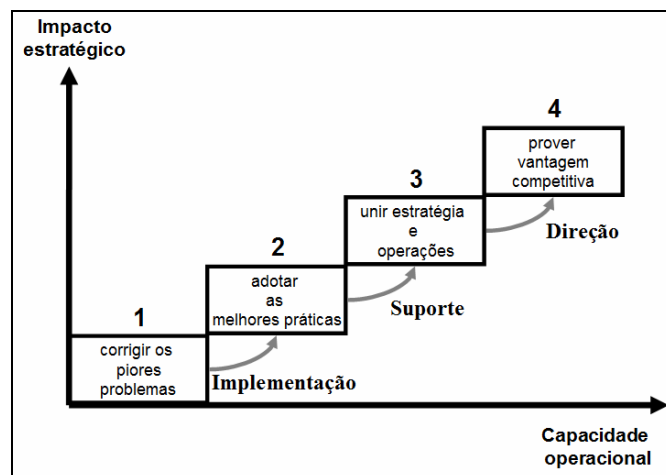 Impacto
estratégico
4
prover
vantagem
competitiva
3
unir estratégia
e
operações
Direção
2
adotar
as
melhores práticas
Suporte
1
corrigir os
piores
problemas
Implementação
Capacidade
operacional